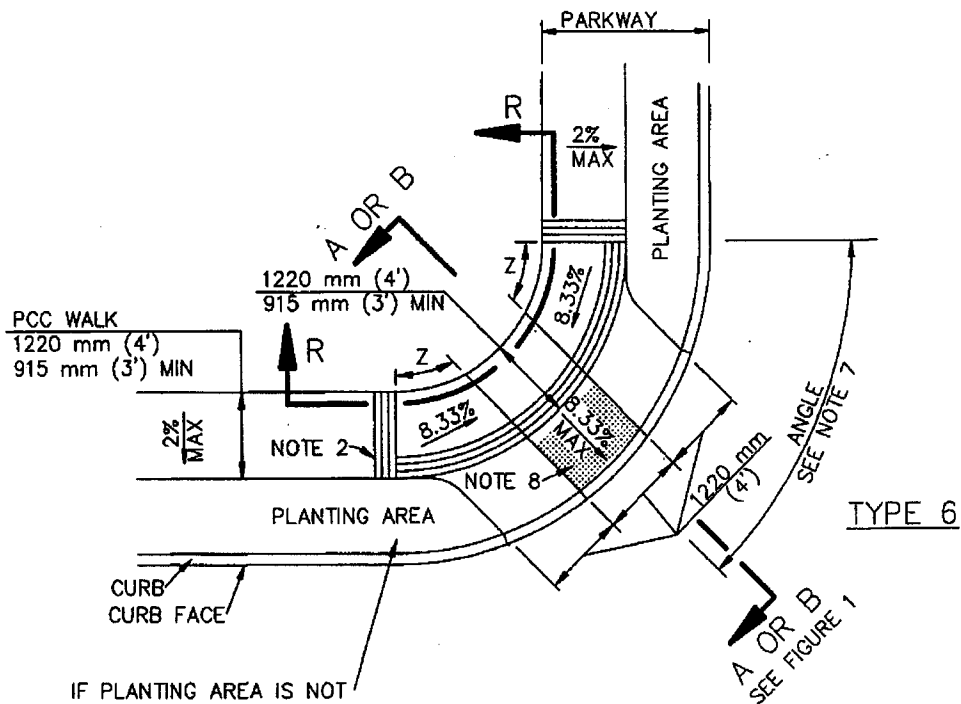 PARKWAY
R
2%
MAX
PLANTING AREA
A OR B
Z
1220 mm (4')
915 mm (3') MIN
8.33%
PCC WALK
1220 mm (4')
915 mm (3') MIN
R
Z
2%
MAX
NOTE 2
8.33%
8.33%
MAX
NOTE 8
ANGLE
SEE NOTE 7
1220 mm
(4')
PLANTING AREA
TYPE 6
CURB
CURB FACE
A OR B
SEE FIGURE 1
IF PLANTING AREA IS NOT